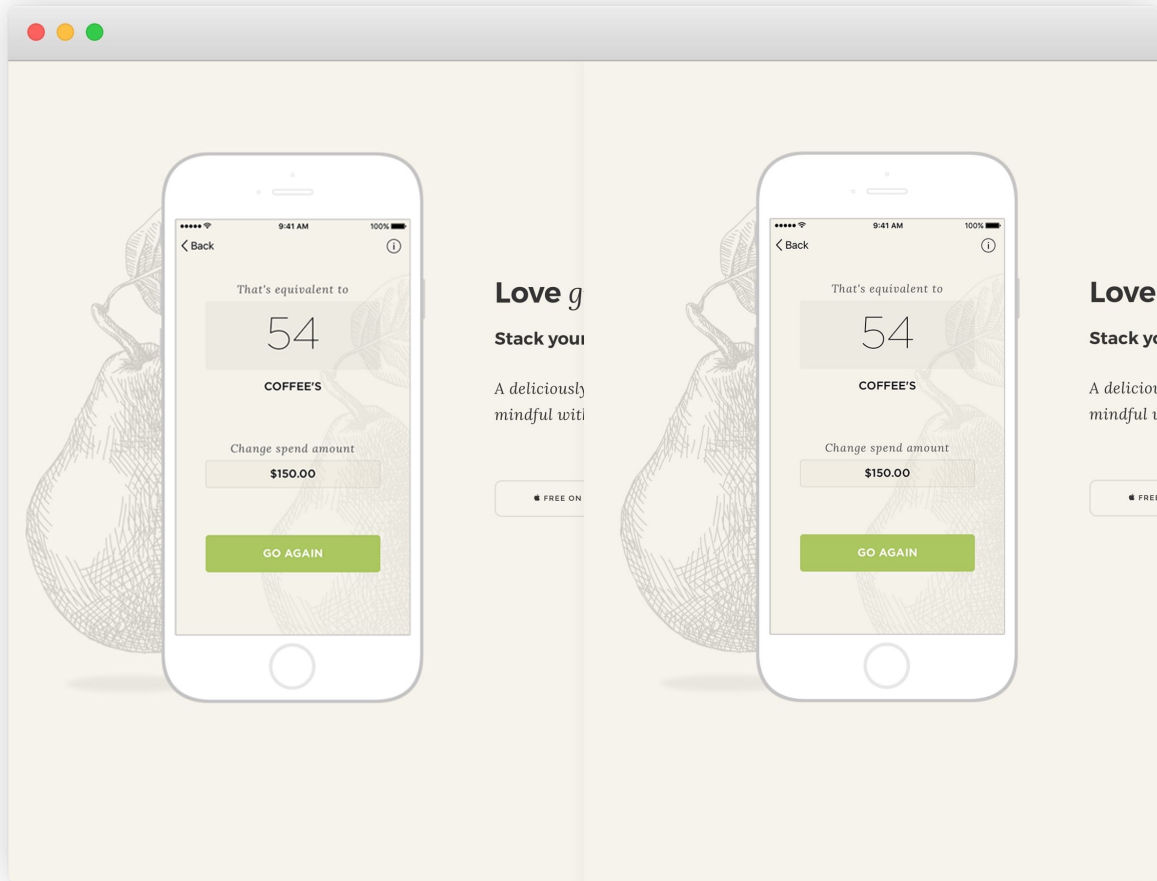 9:41 AM
100%
Back
That's equivalent to
54
COFFEE'S
Change spend amount
$150.00
GO AGAIN
Love g
Stack your
A deliciously
mindful with
FREE ON
9:41 AM
100%
Back
That's equivalent to
54
COFFEE'S
Change spend amount
$150.00
GO AGAIN
Love
Stack yo
A deliciou
mindful w
FREE